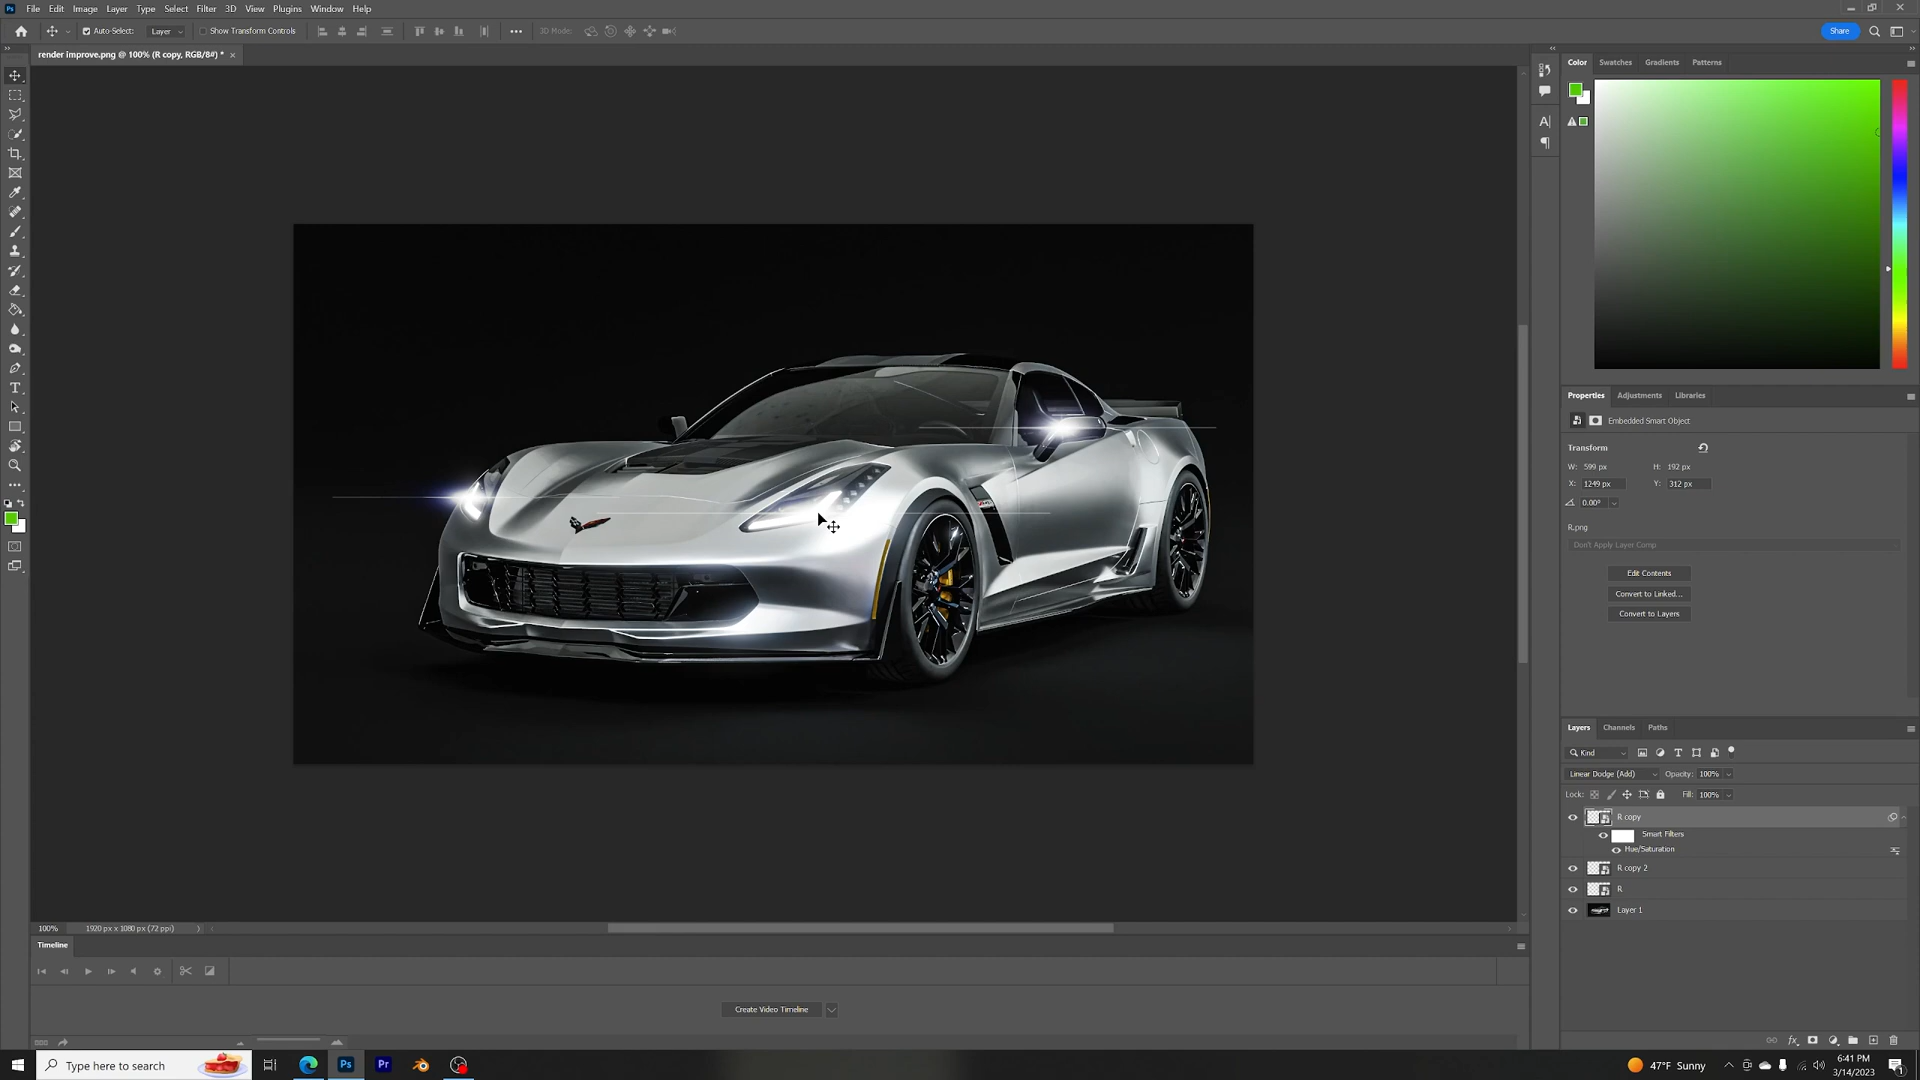 Ps File Edit Image Layer Type Select Filter 3D View Plugins Window Help
Auto-Select: Layer Show Transform Controls 3D Mode: Share
render improve.png @ 100% (R copy, RGB/8#) *
Color Swatches Gradients Patterns
Properties Adjustments Libraries
Embedded Smart Object
Transform
W: 599 px H: 192 px
X: 1249 px Y: 312 px
0.00°
R.png
Don't Apply Layer Comp
Edit Contents
Convert to Linked...
Convert to Layers
Layers Channels Paths
Kind
Linear Dodge (Add) Opacity: 100%
Lock: Fill: 100%
R copy
Smart Filters
Hue/Saturation
R copy 2
R
Layer 1
100% 1920 px x 1080 px (72 ppi)
Timeline
Create Video Timeline
Type here to search
Ps Pr
47°F Sunny
6:41 PM
3/14/2023